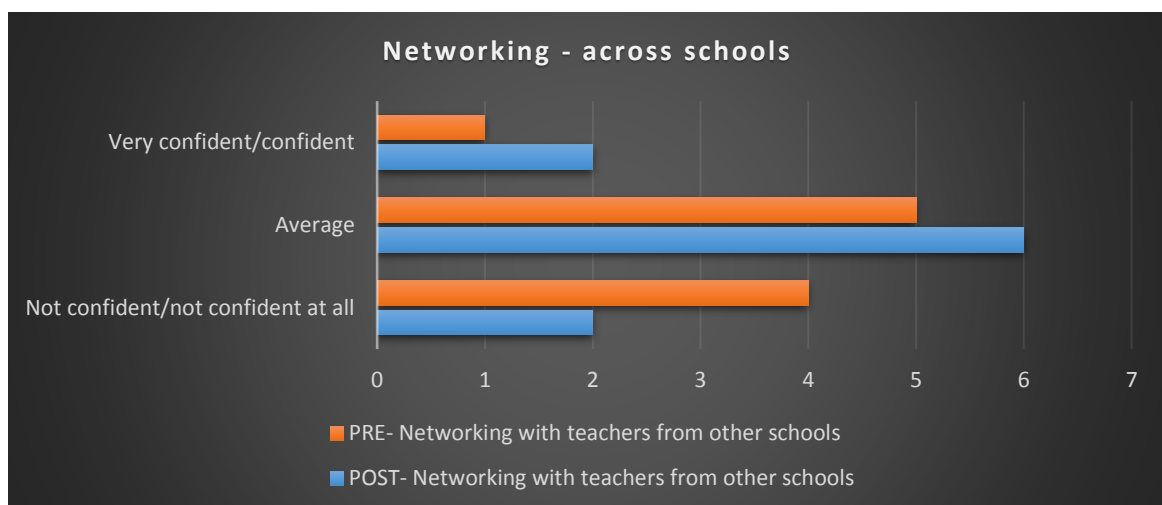 Networking - across schools
Very confident/confident
Average
Not confident/not confident at all
0 1 2 3 4 5 6 7
PRE- Networking with teachers from other schools
POST- Networking with teachers from other schools